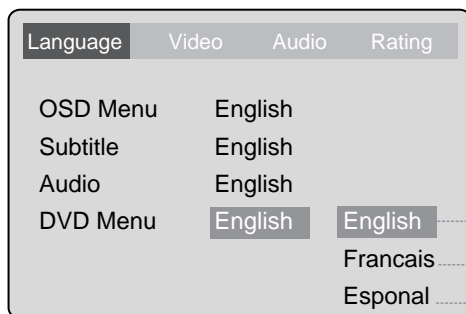 Language Video Audio Rating
OSD Menu English
Subtitle English
Audio English
DVD Menu English English
Francais
Esponal